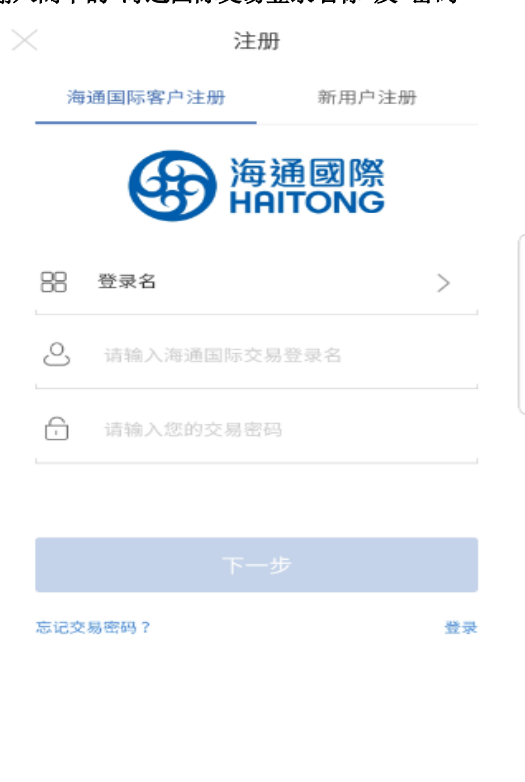 注册
海通国际客户注册
新用户注册
海通國際
HAITONG
登录名
请输入海通国际交易登录名
请输入您的交易密码
下一步
忘记交易密码？
登录